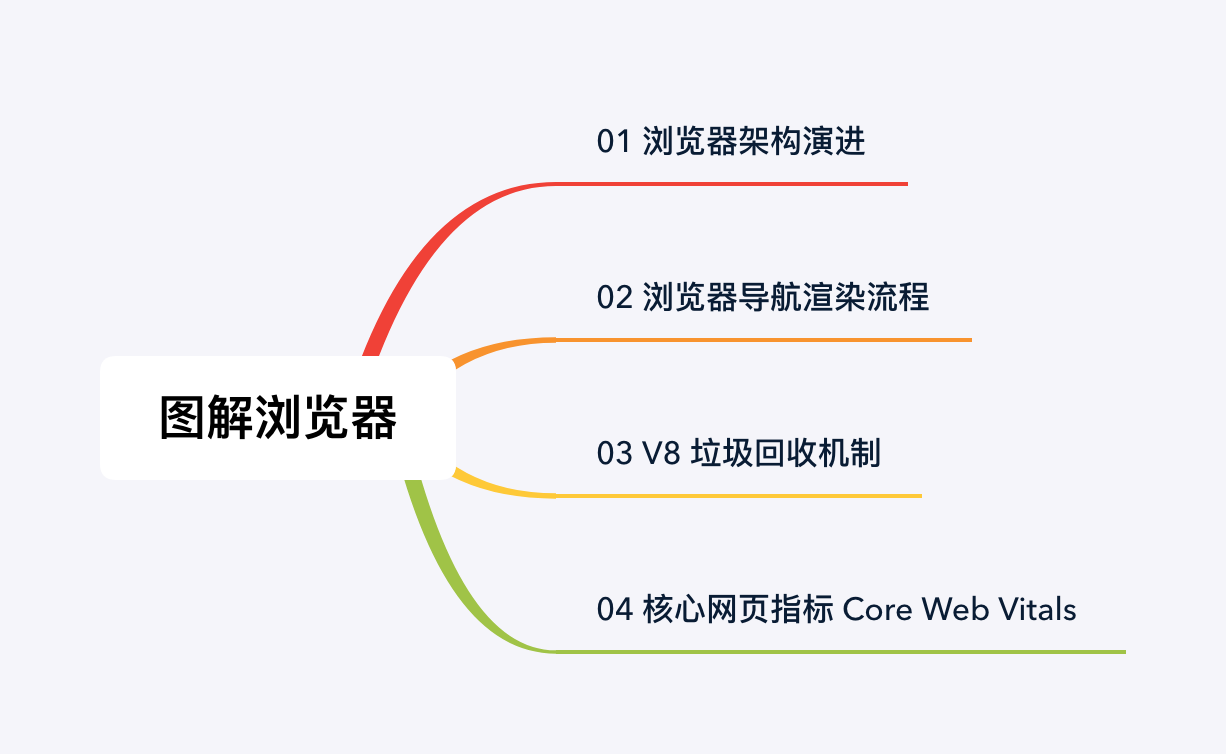 01 浏览器架构演进
02 浏览器导航渲染流程
图解浏览器
03 V8 垃圾回收机制
04 核心网页指标 Core Web Vitals